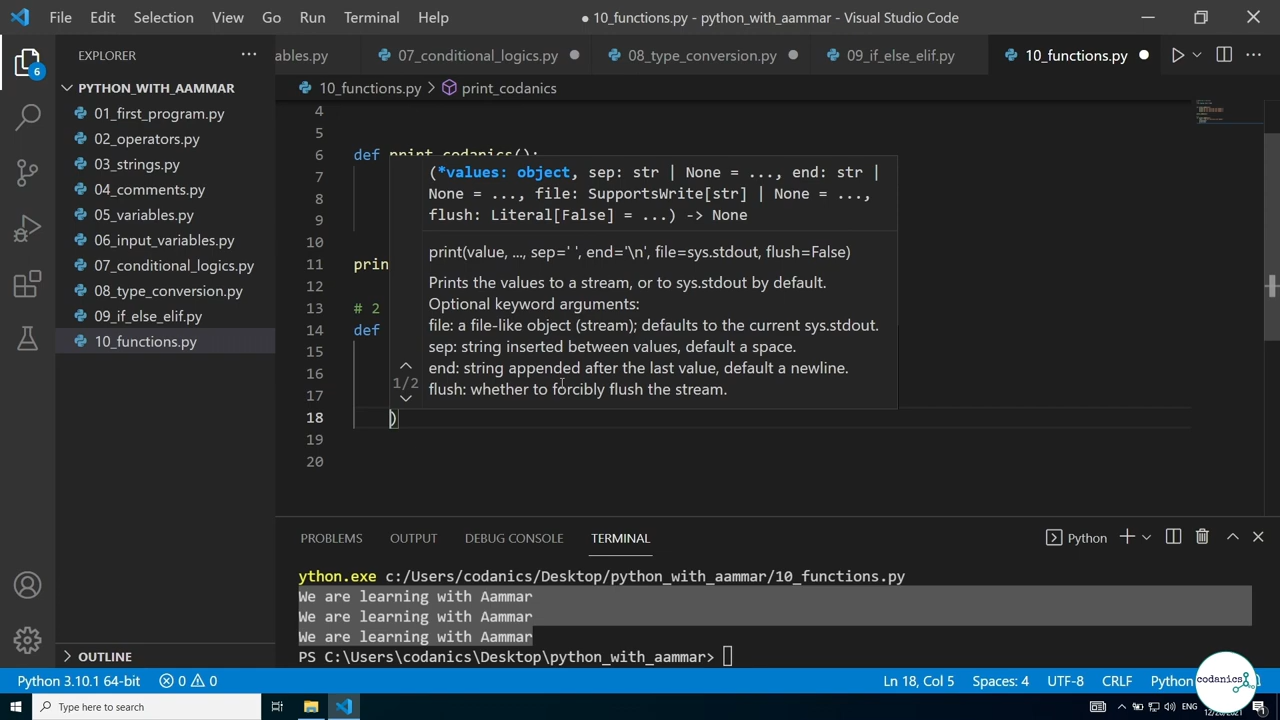 File Edit Selection View Go Run Terminal Help
● 10_functions.py - python_with_aammar - Visual Studio Code
EXPLORER
ables.py 07_conditional_logics.py 08_type_conversion.py 09_if_else_elif.py 10_functions.py
10_functions.py > print_codanics
6
PYTHON_WITH_AAMMAR
01_first_program.py
02_operators.py
03_strings.py
04_comments.py
05_variables.py
06_input_variables.py
07_conditional_logics.py
08_type_conversion.py
09_if_else_elif.py
10_functions.py
OUTLINE
4
5
6 def print_codanics():
7
8
9
10
11 prin
12
13 # 2
14 def
15
16
17
18 )
19
20
(*values: object, sep: str | None = ..., end: str |
None = ..., file: SupportsWrite[str] | None = ...,
flush: Literal[False] = ...) -> None
print(value, ..., sep=' ', end='\n', file=sys.stdout, flush=False)
Prints the values to a stream, or to sys.stdout by default.
Optional keyword arguments:
file: a file-like object (stream); defaults to the current sys.stdout.
sep: string inserted between values, default a space.
end: string appended after the last value, default a newline.
flush: whether to forcibly flush the stream.
1/2
PROBLEMS OUTPUT DEBUG CONSOLE TERMINAL
Python
ython.exe c:/Users/codanics/Desktop/python_with_aammar/10_functions.py
We are learning with Aammar
We are learning with Aammar
We are learning with Aammar
PS C:\Users\codanics\Desktop\python_with_aammar>
Python 3.10.1 64-bit 0 0
Ln 18, Col 5 Spaces: 4 UTF-8 CRLF Python
codanics
Type here to search
ENG